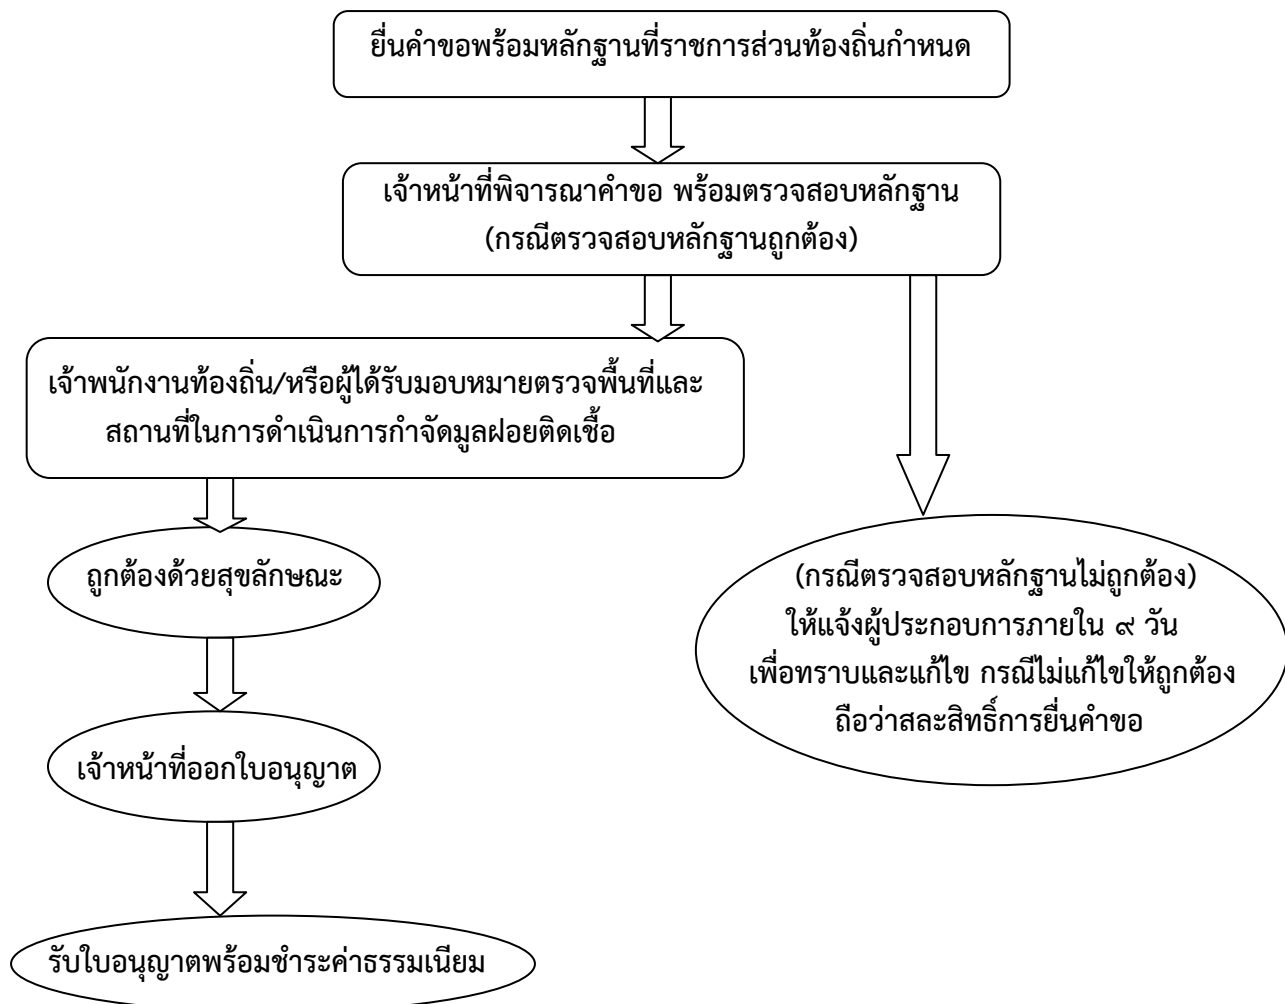 ยื่นคำขอพร้อมหลักฐานที่ราชการส่วนท้องถิ่นกำหนด
เจ้าหน้าที่พิจารณาคำขอ พร้อมตรวจสอบหลักฐาน
(กรณีตรวจสอบหลักฐานถูกต้อง)
เจ้าพนักงานท้องถิ่น/หรือผู้ได้รับมอบหมายตรวจพื้นที่และ
สถานที่ในการดำเนินการกำจัดมูลฝอยติดเชื้อ
ถูกต้องด้วยสุขลักษณะ
(กรณีตรวจสอบหลักฐานไม่ถูกต้อง)
ให้แจ้งผู้ประกอบการภายใน ๙ วัน
เพื่อทราบและแก้ไข กรณีไม่แก้ไขให้ถูกต้อง
ถือว่าสละสิทธิ์การยื่นคำขอ
เจ้าหน้าที่ออกใบอนุญาต
รับใบอนุญาตพร้อมชำระค่าธรรมเนียม